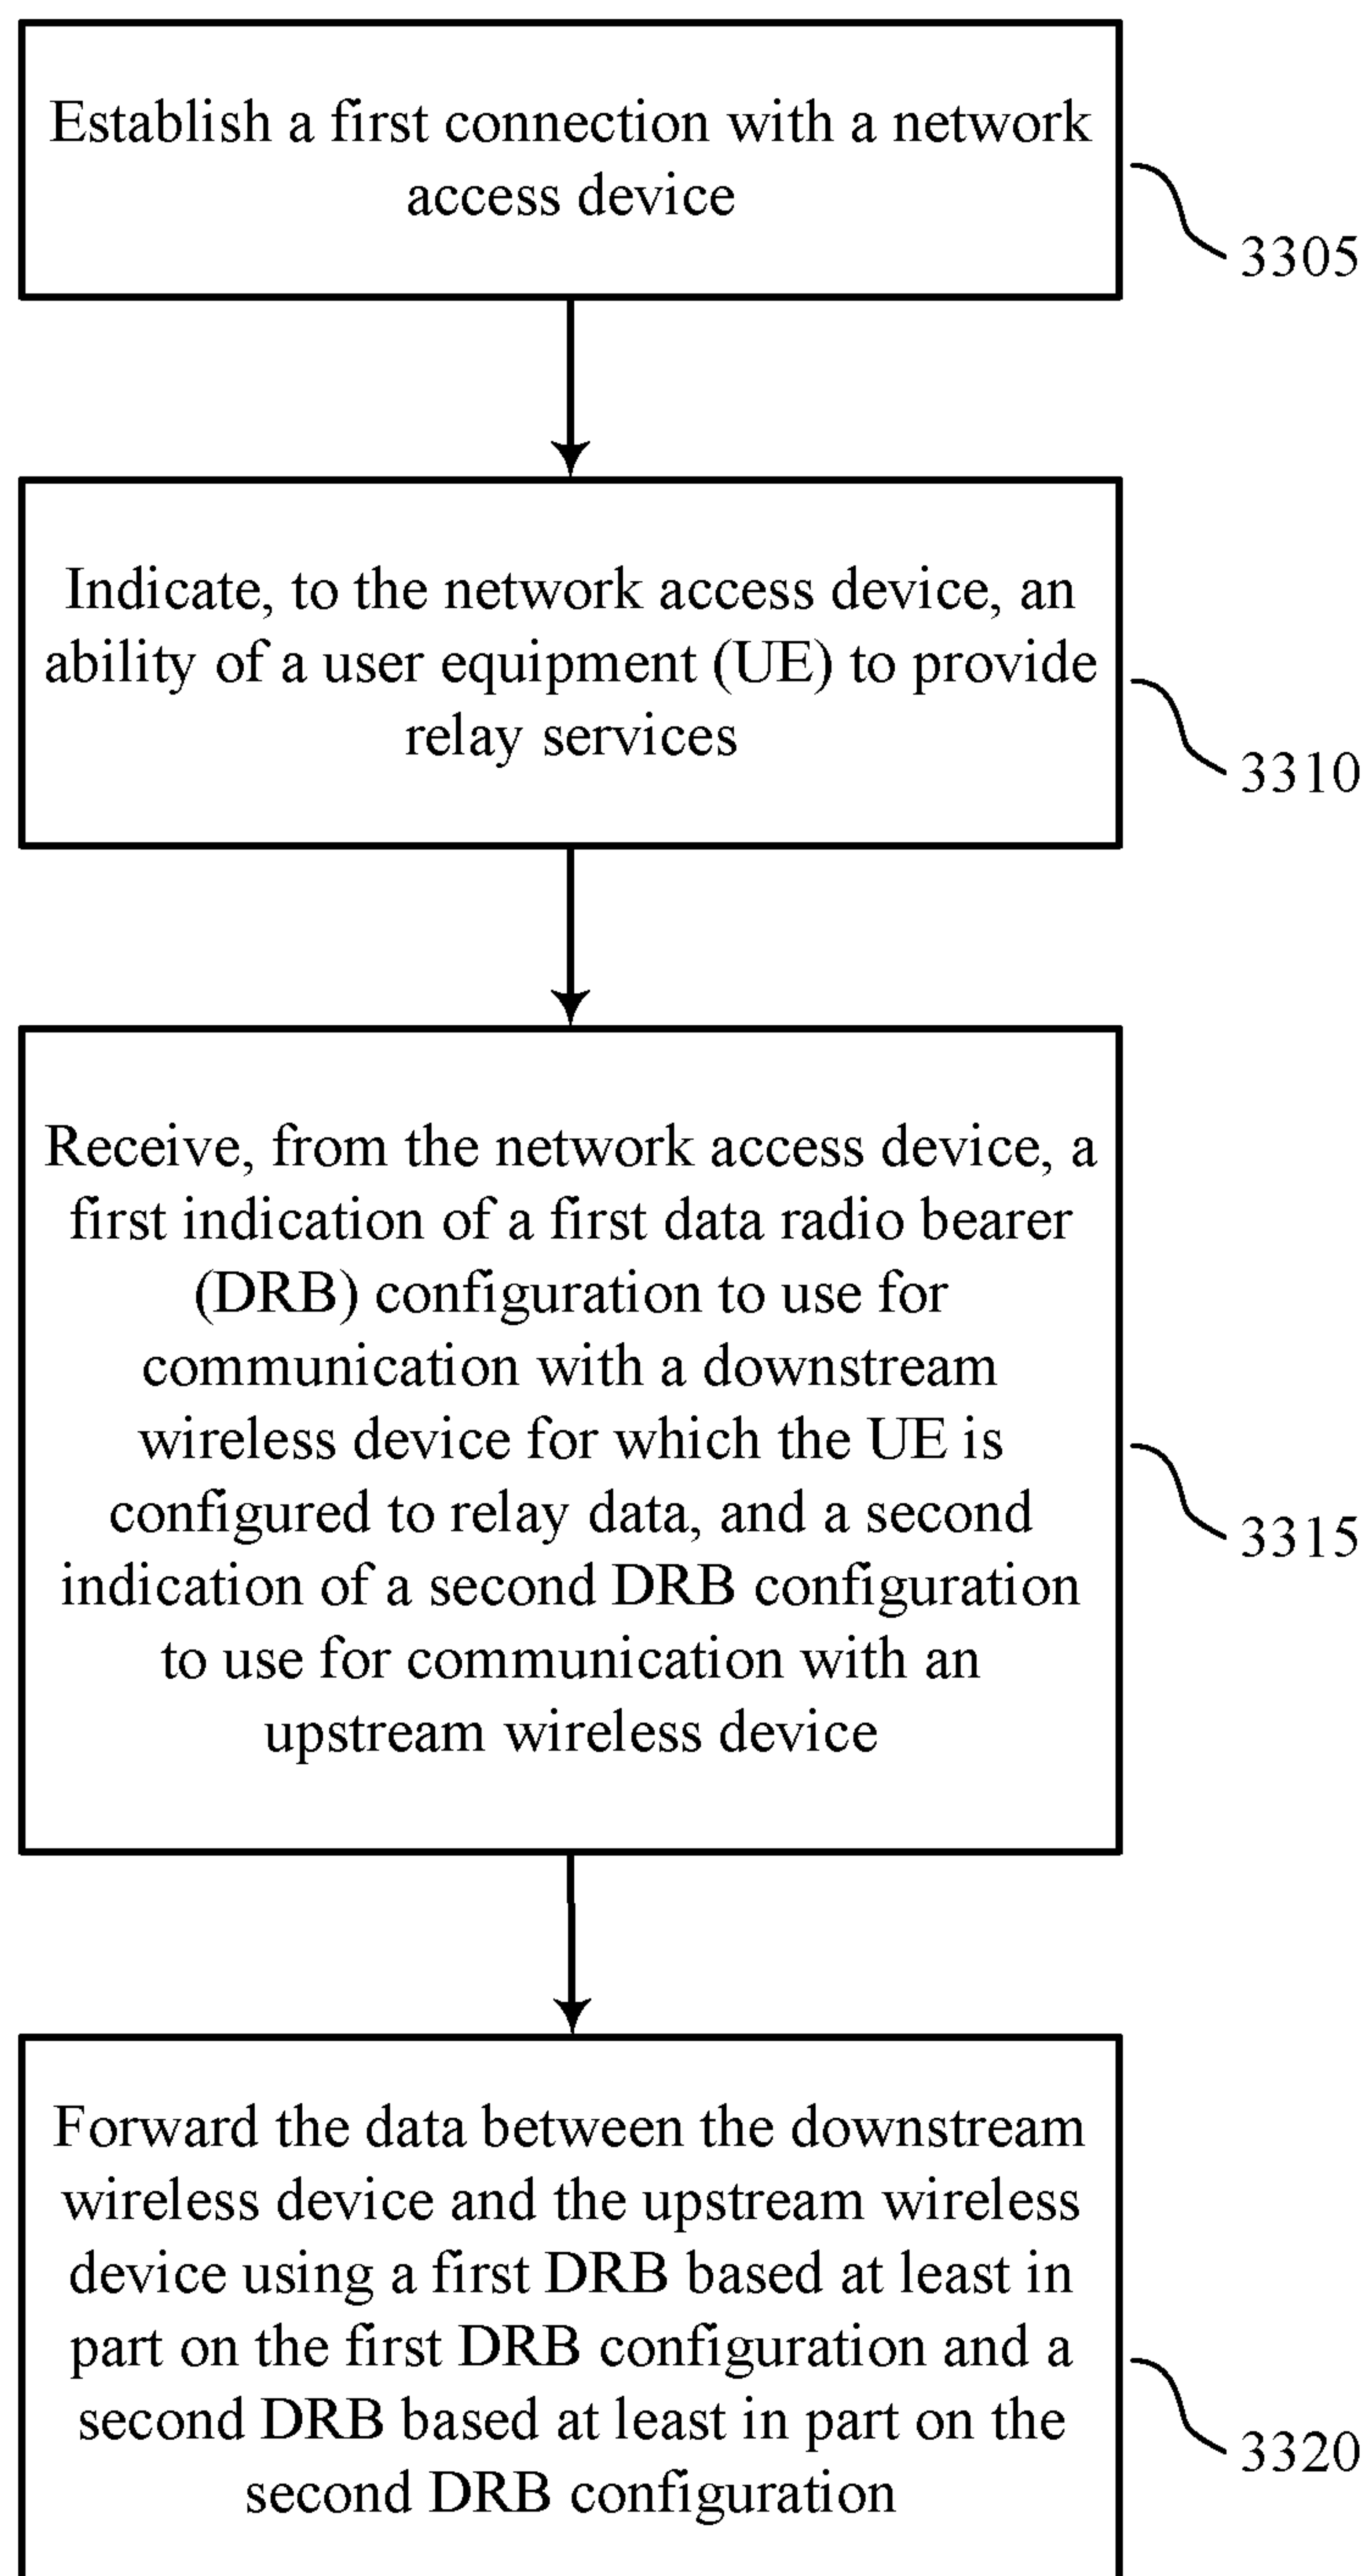 Establish a first connection with a network
access device
3305
Indicate, to the network access device, an
ability of a user equipment (UE) to provide
relay services
3310
Receive, from the network access device, a
first indication of a first data radio bearer
(DRB) configuration to use for
communication with a downstream
wireless device for which the UE is
configured to relay data, and a second
indication of a second DRB configuration
to use for communication with an
upstream wireless device
3315
Forward the data between the downstream
wireless device and the upstream wireless
device using a first DRB based at least in
part on the first DRB configuration and a
second DRB based at least in part on the
second DRB configuration
3320